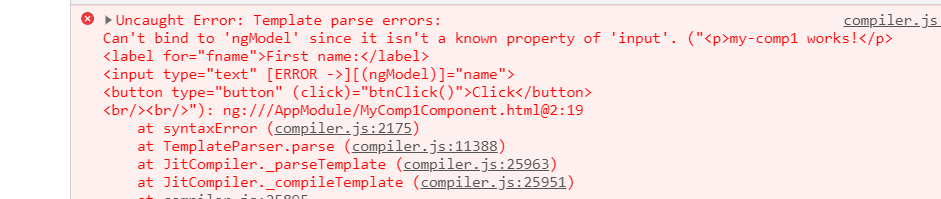 Uncaught Error: Template parse errors: compiler.js:
Can't bind to 'ngModel' since it isn't a known property of 'input'. ("<p>my-comp1 works!</p>
<label for="fname">First name:</label>
<input type="text" [ERROR ->][(ngModel)]="name">
<button type="button" (click)="btnClick()">Click</button>
<br/><br/>"): ng:///AppModule/MyComp1Component.html@2:19
at syntaxError (compiler.js:2175)
at TemplateParser.parse (compiler.js:11388)
at JitCompiler._parseTemplate (compiler.js:25963)
at JitCompiler._compileTemplate (compiler.js:25951)